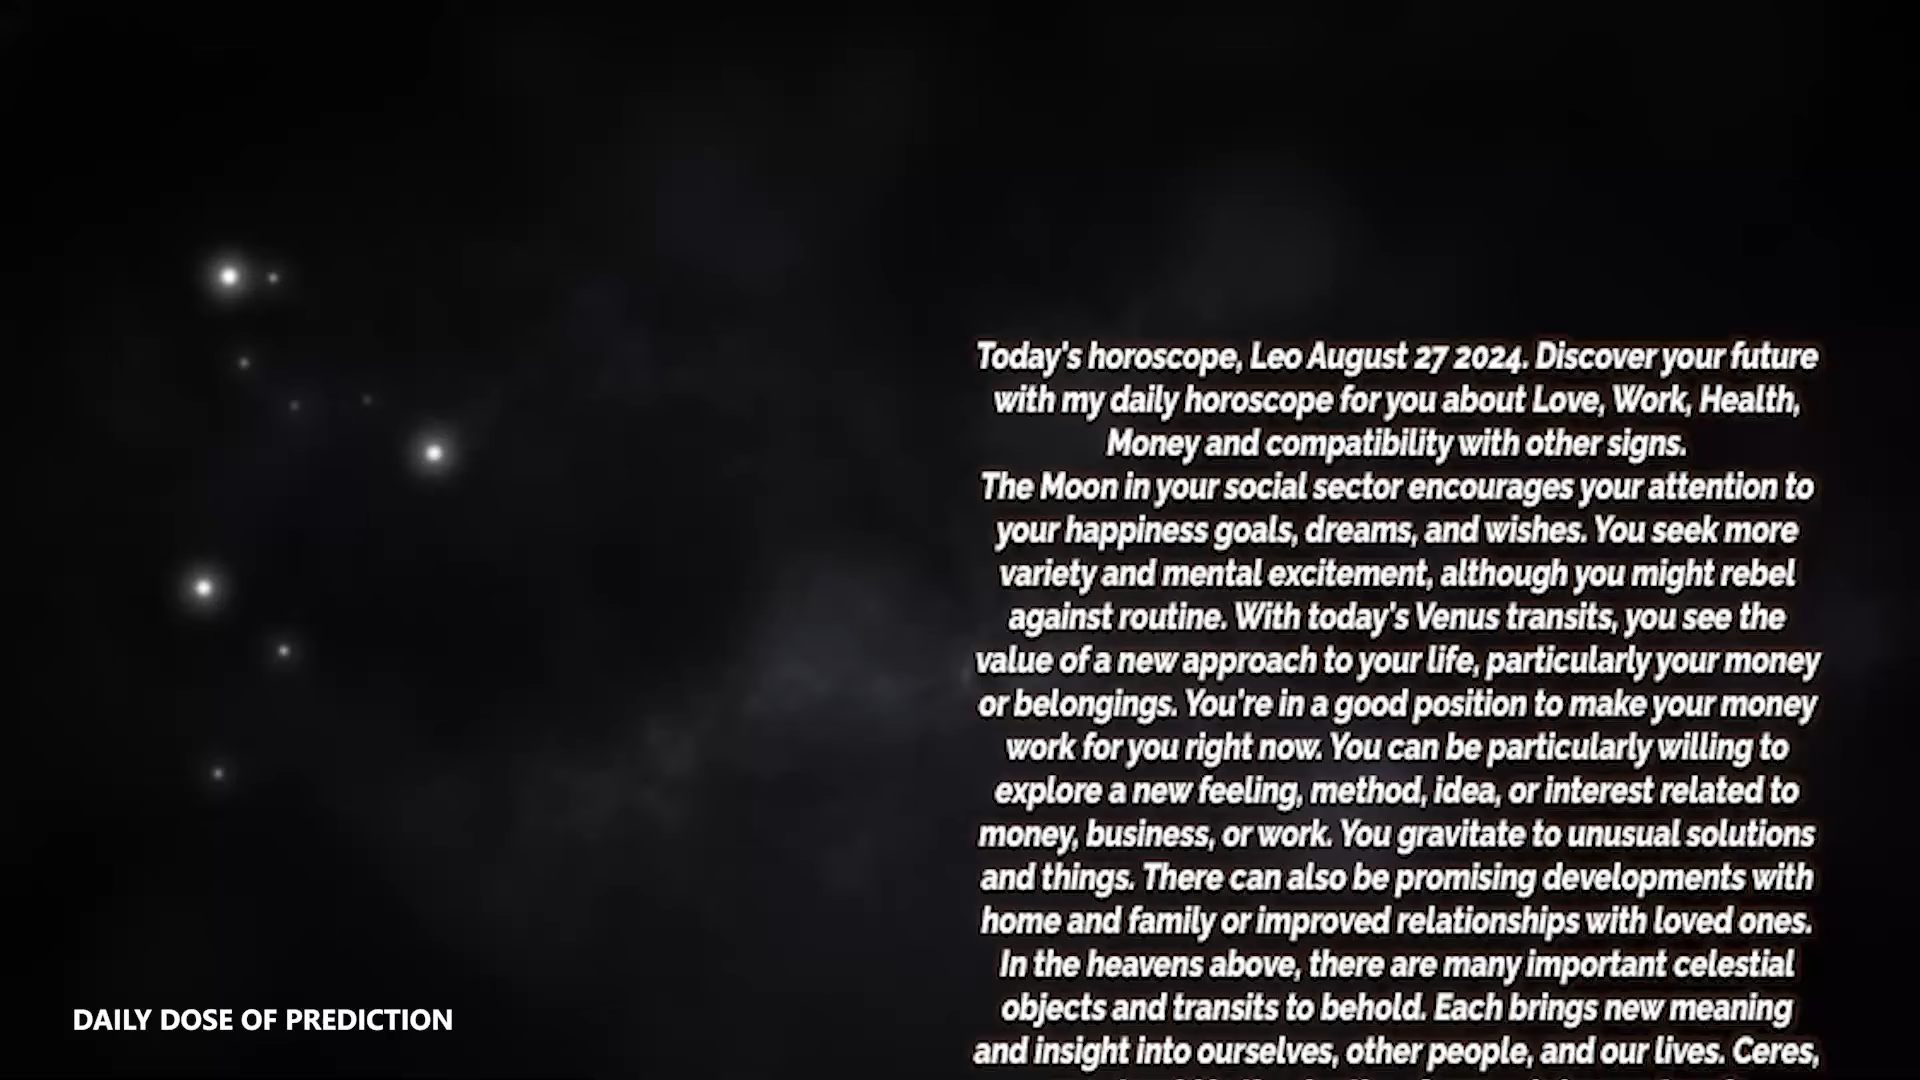 Today's horoscope, Leo August 27 2024. Discover your future
with my daily horoscope for you about Love, Work, Health,
Money and compatibility with other signs.
The Moon in your social sector encourages your attention to
your happiness goals, dreams, and wishes. You seek more
variety and mental excitement, although you might rebel
against routine. With today's Venus transits, you see the
value of a new approach to your life, particularly your money
or belongings. You're in a good position to make your money
work for you right now. You can be particularly willing to
explore a new feeling, method, idea, or interest related to
money, business, or work. You gravitate to unusual solutions
and things. There can also be promising developments with
home and family or improved relationships with loved ones.
In the heavens above, there are many important celestial
objects and transits to behold. Each brings new meaning
and insight into ourselves, other people, and our lives. Ceres,
DAILY DOSE OF PREDICTION